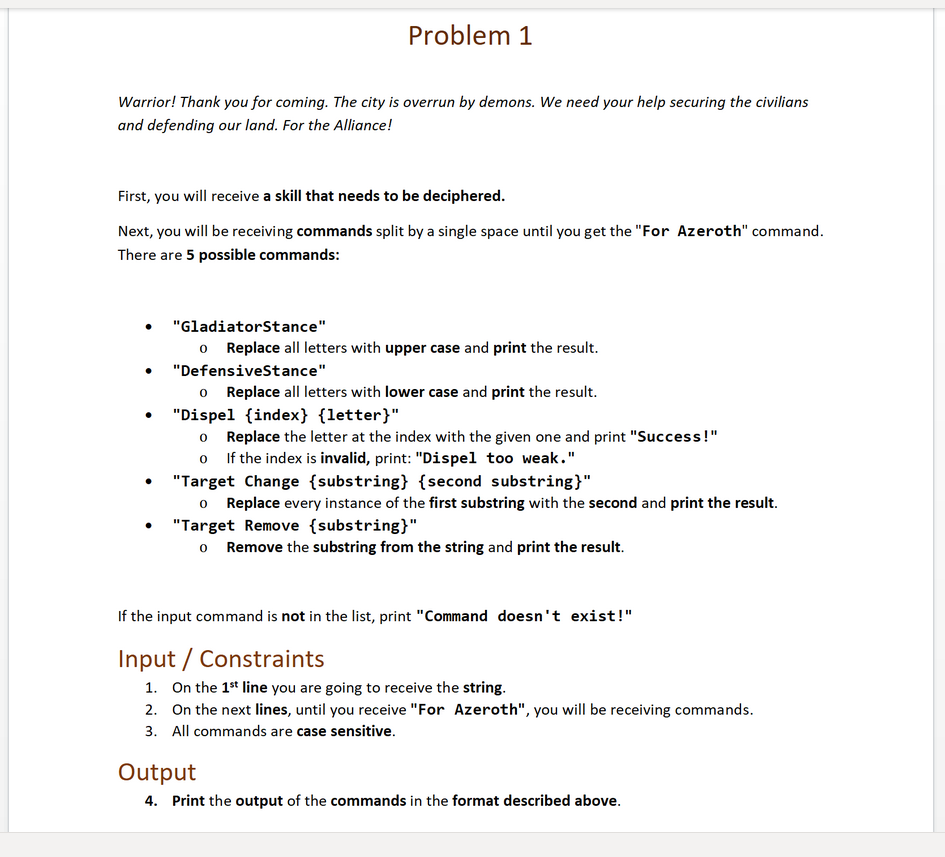 Problem 1
Warrior! Thank you for coming. The city is overrun by demons. We need your help securing the civilians
and defending our land. For the Alliance!
First, you will receive a skill that needs to be deciphered.
Next, you will be receiving commands split by a single space until you get the "For Azeroth" command.
There are 5 possible commands:
• "GladiatorStance"
o Replace all letters with upper case and print the result.
• "DefensiveStance"
o Replace all letters with lower case and print the result.
• "Dispel {index} {letter}"
o Replace the letter at the index with the given one and print "Success!"
o If the index is invalid, print: "Dispel too weak."
• "Target Change {substring} {second substring}"
o Replace every instance of the first substring with the second and print the result.
• "Target Remove {substring}"
o Remove the substring from the string and print the result.
If the input command is not in the list, print "Command doesn't exist!"
Input / Constraints
1. On the 1st line you are going to receive the string.
2. On the next lines, until you receive "For Azeroth", you will be receiving commands.
3. All commands are case sensitive.
Output
4. Print the output of the commands in the format described above.